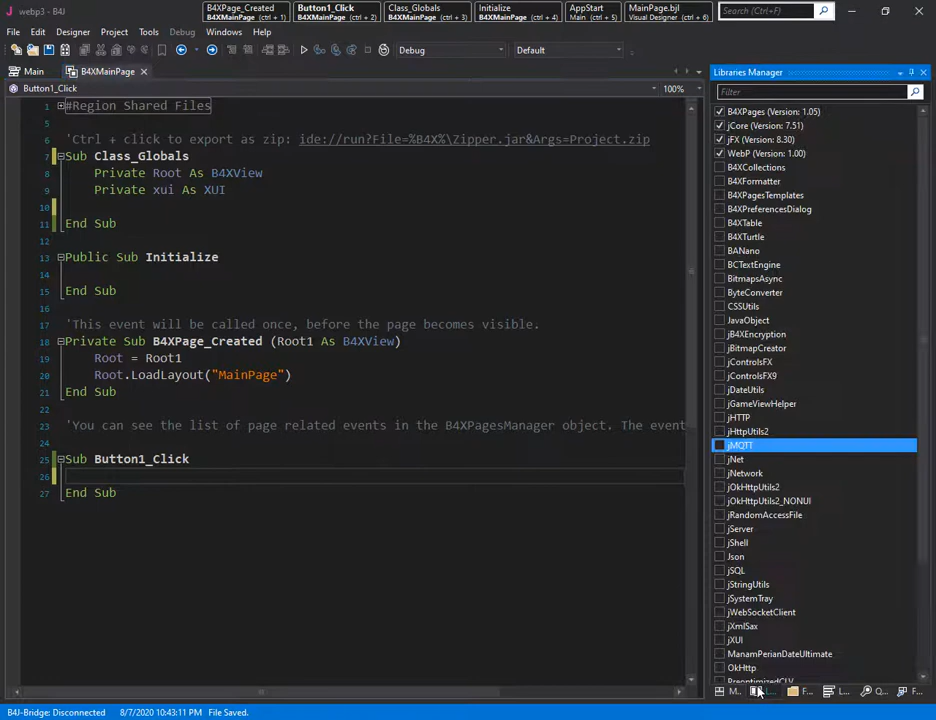 webp3 - B4J
B4XPage_Created
B4XMainPage (ctrl + 1)
Button1_Click
B4XMainPage (ctrl + 2)
Class_Globals
B4XMainPage (ctrl + 3)
Initialize
B4XMainPage (ctrl + 4)
AppStart
Main (ctrl + 5)
MainPage.bjl
Visual Designer (ctrl + 6)
Search (Ctrl+F)
File Edit Designer Project Tools Debug Windows Help
Debug Default
Main B4XMainPage
Button1_Click 100%
1 #Region Shared Files
5
6 'Ctrl + click to export as zip: ide://run?File=%B4X%\Zipper.jar&Args=Project.zip
7 Sub Class_Globals
8 Private Root As B4XView
9 Private xui As XUI
10
11 End Sub
12
13 Public Sub Initialize
14
15 End Sub
16
17 'This event will be called once, before the page becomes visible.
18 Private Sub B4XPage_Created (Root1 As B4XView)
19 Root = Root1
20 Root.LoadLayout("MainPage")
21 End Sub
22
23 'You can see the list of page related events in the B4XPagesManager object. The event
24
25 Sub Button1_Click
26
27 End Sub
Libraries Manager
Filter
B4XPages (Version: 1.05)
jCore (Version: 7.51)
jFX (Version: 8.30)
WebP (Version: 1.00)
B4XCollections
B4XFormatter
B4XPagesTemplates
B4XPreferencesDialog
B4XTable
B4XTurtle
BANano
BCTextEngine
BitmapsAsync
ByteConverter
CSSUtils
JavaObject
jB4XEncryption
jBitmapCreator
jControlsFX
jControlsFX9
jDateUtils
jGameViewHelper
jHTTP
jHttpUtils2
jMQTT
jNet
jNetwork
jOkHttpUtils2
jOkHttpUtils2_NONUI
jRandomAccessFile
jServer
jShell
Json
jSQL
jStringUtils
jSystemTray
jWebSocketClient
jXmlSax
jXUI
ManamPerianDateUltimate
OkHttp
PreoptimizedCLV
M... L... F... L... Q... F...
B4J-Bridge: Disconnected 8/7/2020 10:43:11 PM File Saved.